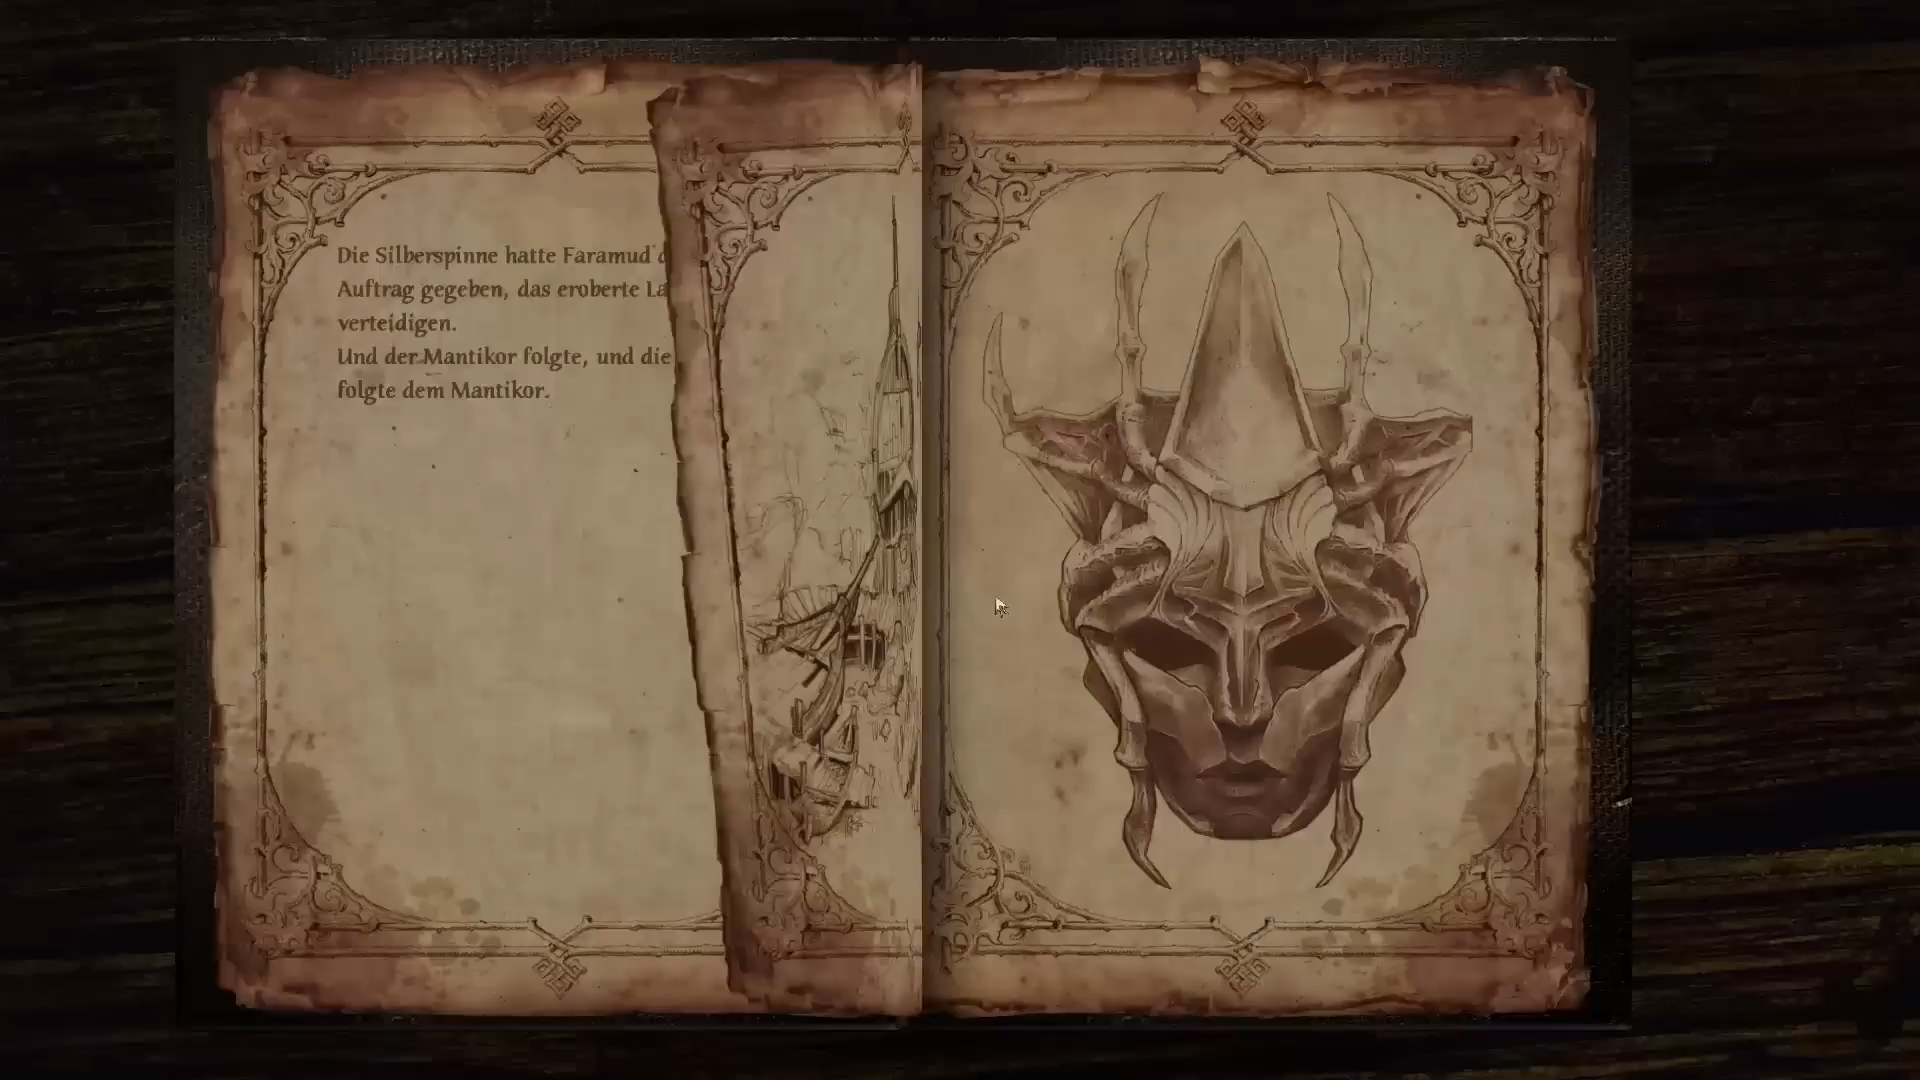 Die Silberspinne hatte Faramud
Auftrag gegeben, das eroberte
verteidigen.
Und der Mantikor folgte, und die
folgte dem Mantikor.